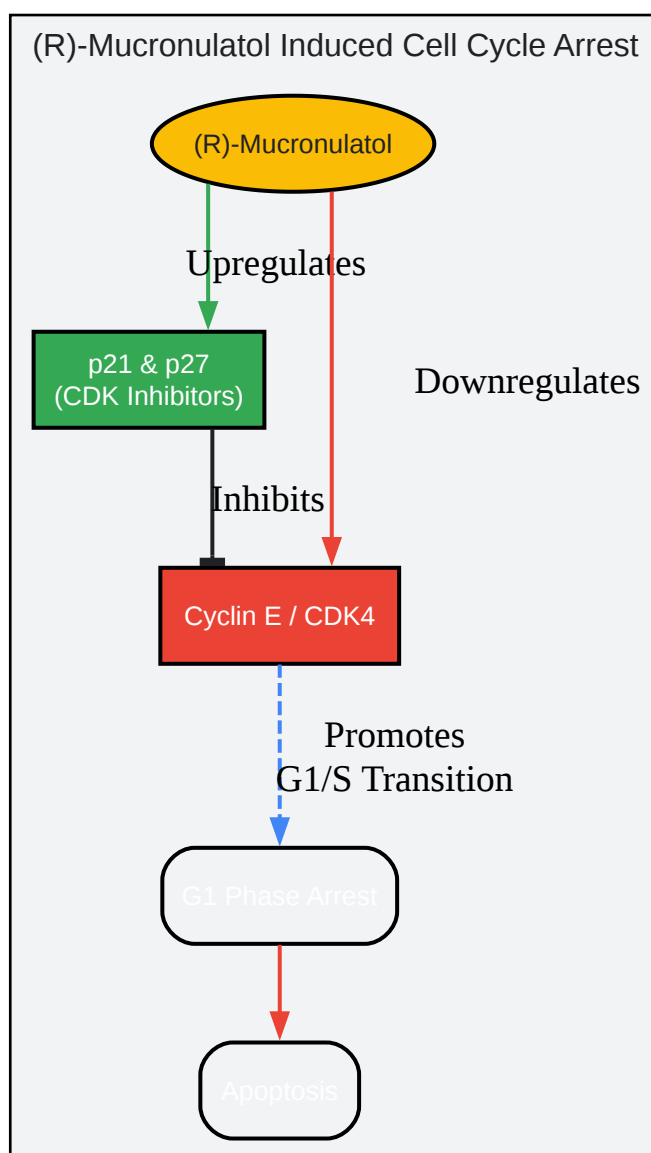 (R)-Mucronulatol Induced Cell Cycle Arrest
(R)-Mucronulatol
Upregulates
p21 & p27
(CDK Inhibitors)
Downregulates
Inhibits
Cyclin E / CDK4
Promotes
G1/S Transition
G1 Phase Arrest
Apoptosis